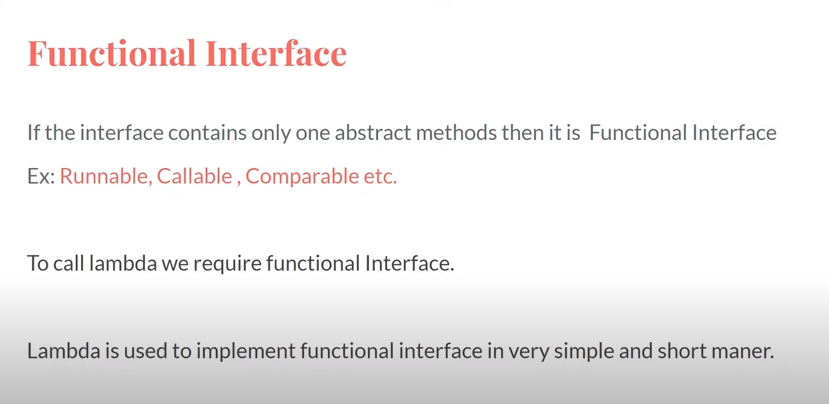 Functional Interface
If the interface contains only one abstract methods then it is Functional Interface
Ex: Runnable, Callable , Comparable etc.
To call lambda we require functional Interface.
Lambda is used to implement functional interface in very simple and short maner.